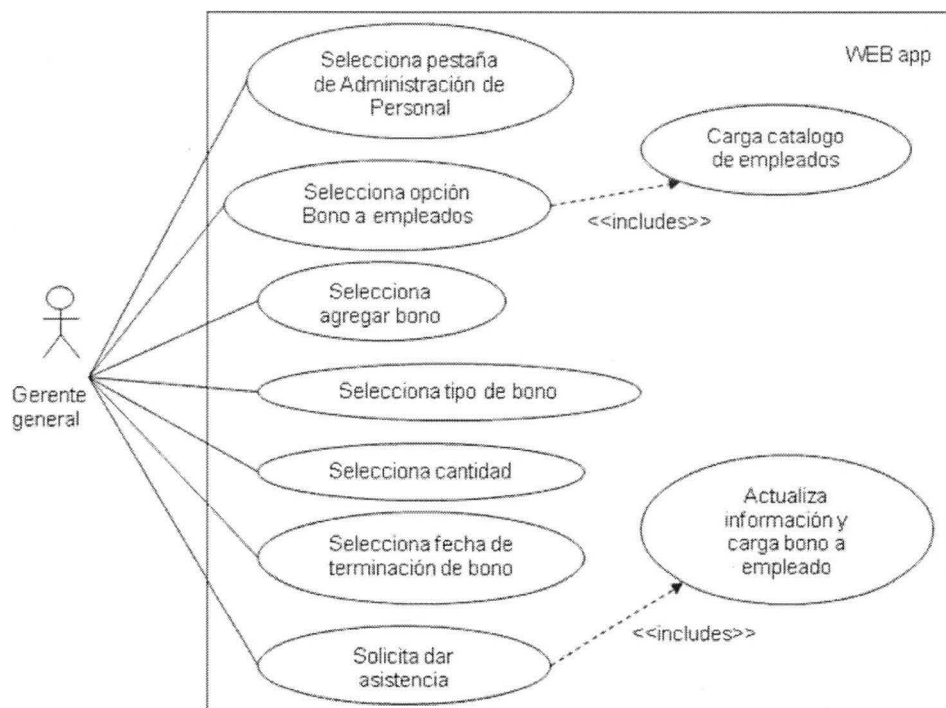 WEB app
Selecciona pestaña
de Administración de
Personal
Carga catalogo
de empleados
Selecciona opción
Bono a empleados
<<includes>>
Selecciona
agregar bono
Gerente
general
Selecciona tipo de bono
Selecciona cantidad
Actualiza
información y
carga bono a
empleado
Selecciona fecha de
terminación de bono
<<includes>>
Solicita dar
asistencia